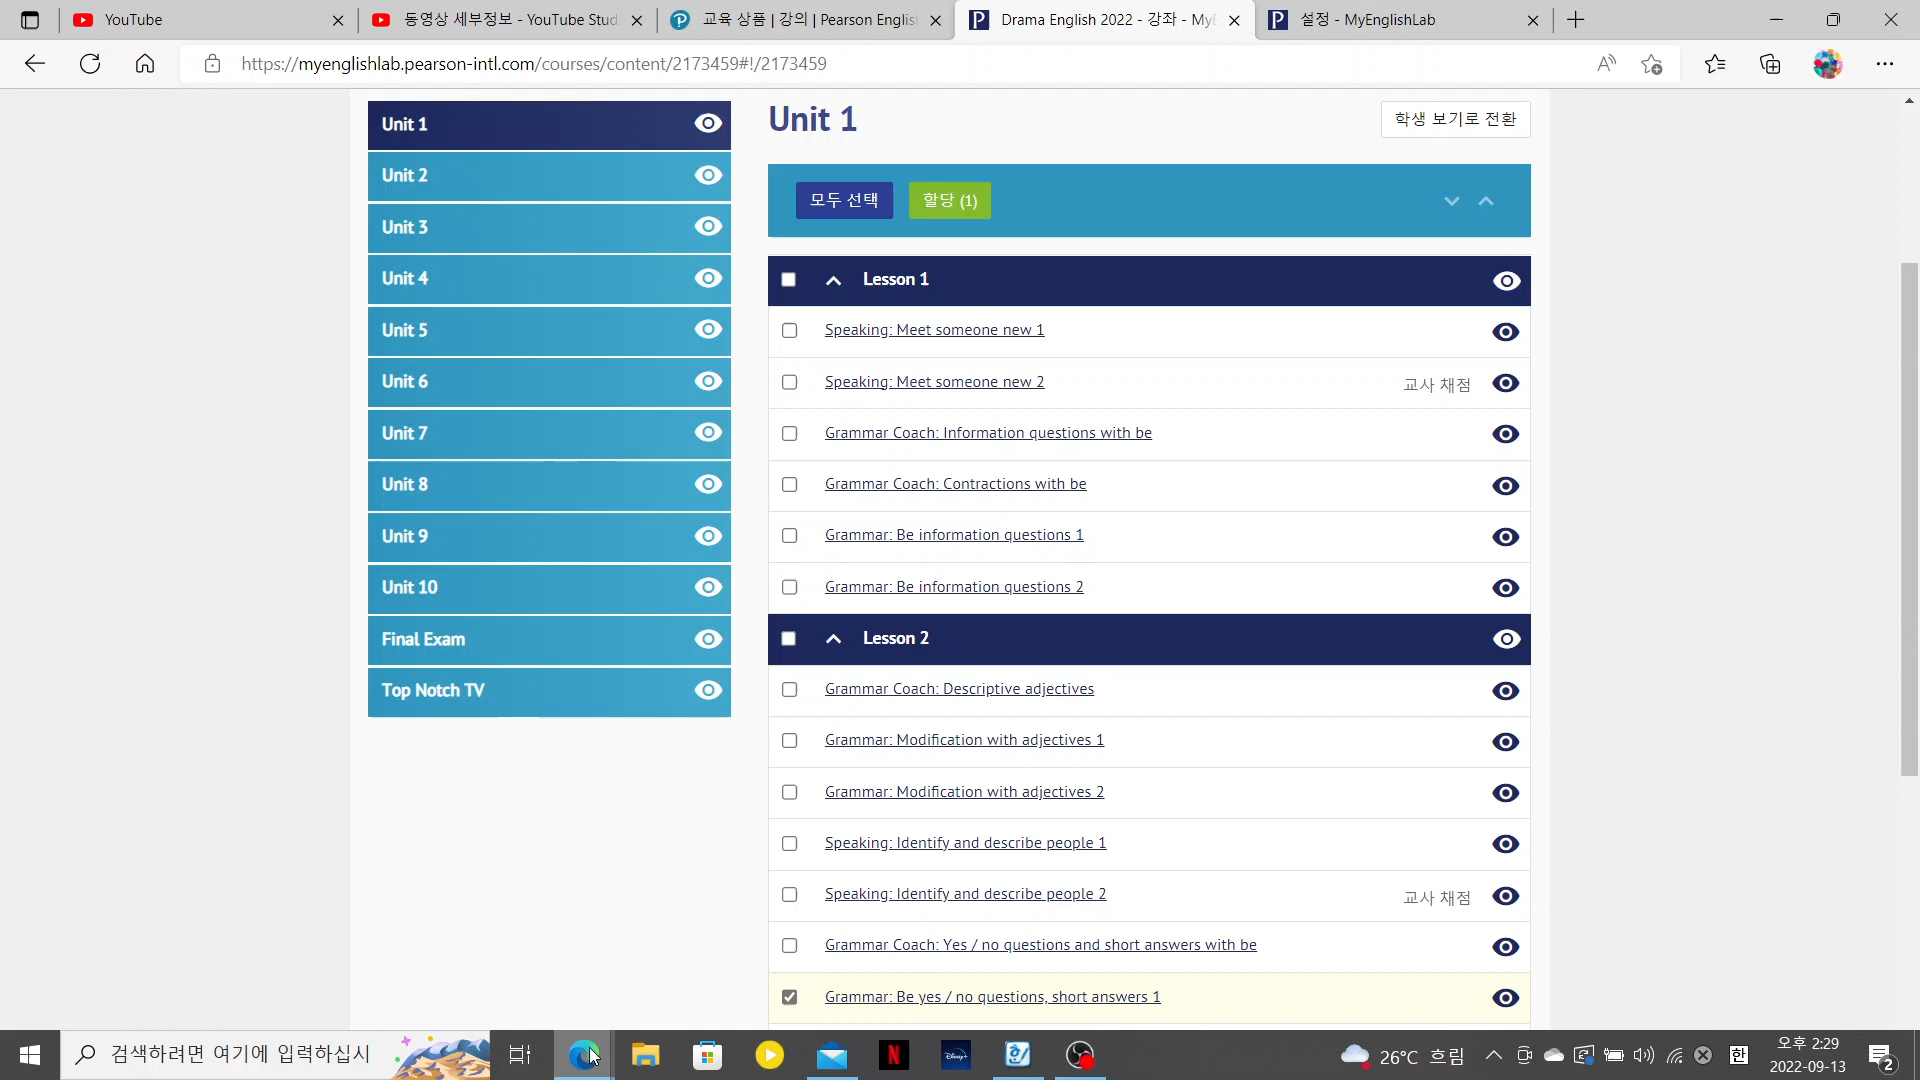 YouTube
동영상 세부정보 - YouTube Stud
교육 상품 | 강의 | Pearson Englis
Drama English 2022 - 강좌 - MyE
설정 - MyEnglishLab
https://myenglishlab.pearson-intl.com/courses/content/2173459#!/2173459
Unit 1
Unit 2
Unit 3
Unit 4
Unit 5
Unit 6
Unit 7
Unit 8
Unit 9
Unit 10
Final Exam
Top Notch TV
Unit 1
학생 보기로 전환
모두 선택
할당 (1)
Lesson 1
Speaking: Meet someone new 1
Speaking: Meet someone new 2
교사 채점
Grammar Coach: Information questions with be
Grammar Coach: Contractions with be
Grammar: Be information questions 1
Grammar: Be information questions 2
Lesson 2
Grammar Coach: Descriptive adjectives
Grammar: Modification with adjectives 1
Grammar: Modification with adjectives 2
Speaking: Identify and describe people 1
Speaking: Identify and describe people 2
교사 채점
Grammar Coach: Yes / no questions and short answers with be
Grammar: Be yes / no questions, short answers 1
검색하려면 여기에 입력하십시
26°C 흐림
한
오후 2:29
2022-09-13
2